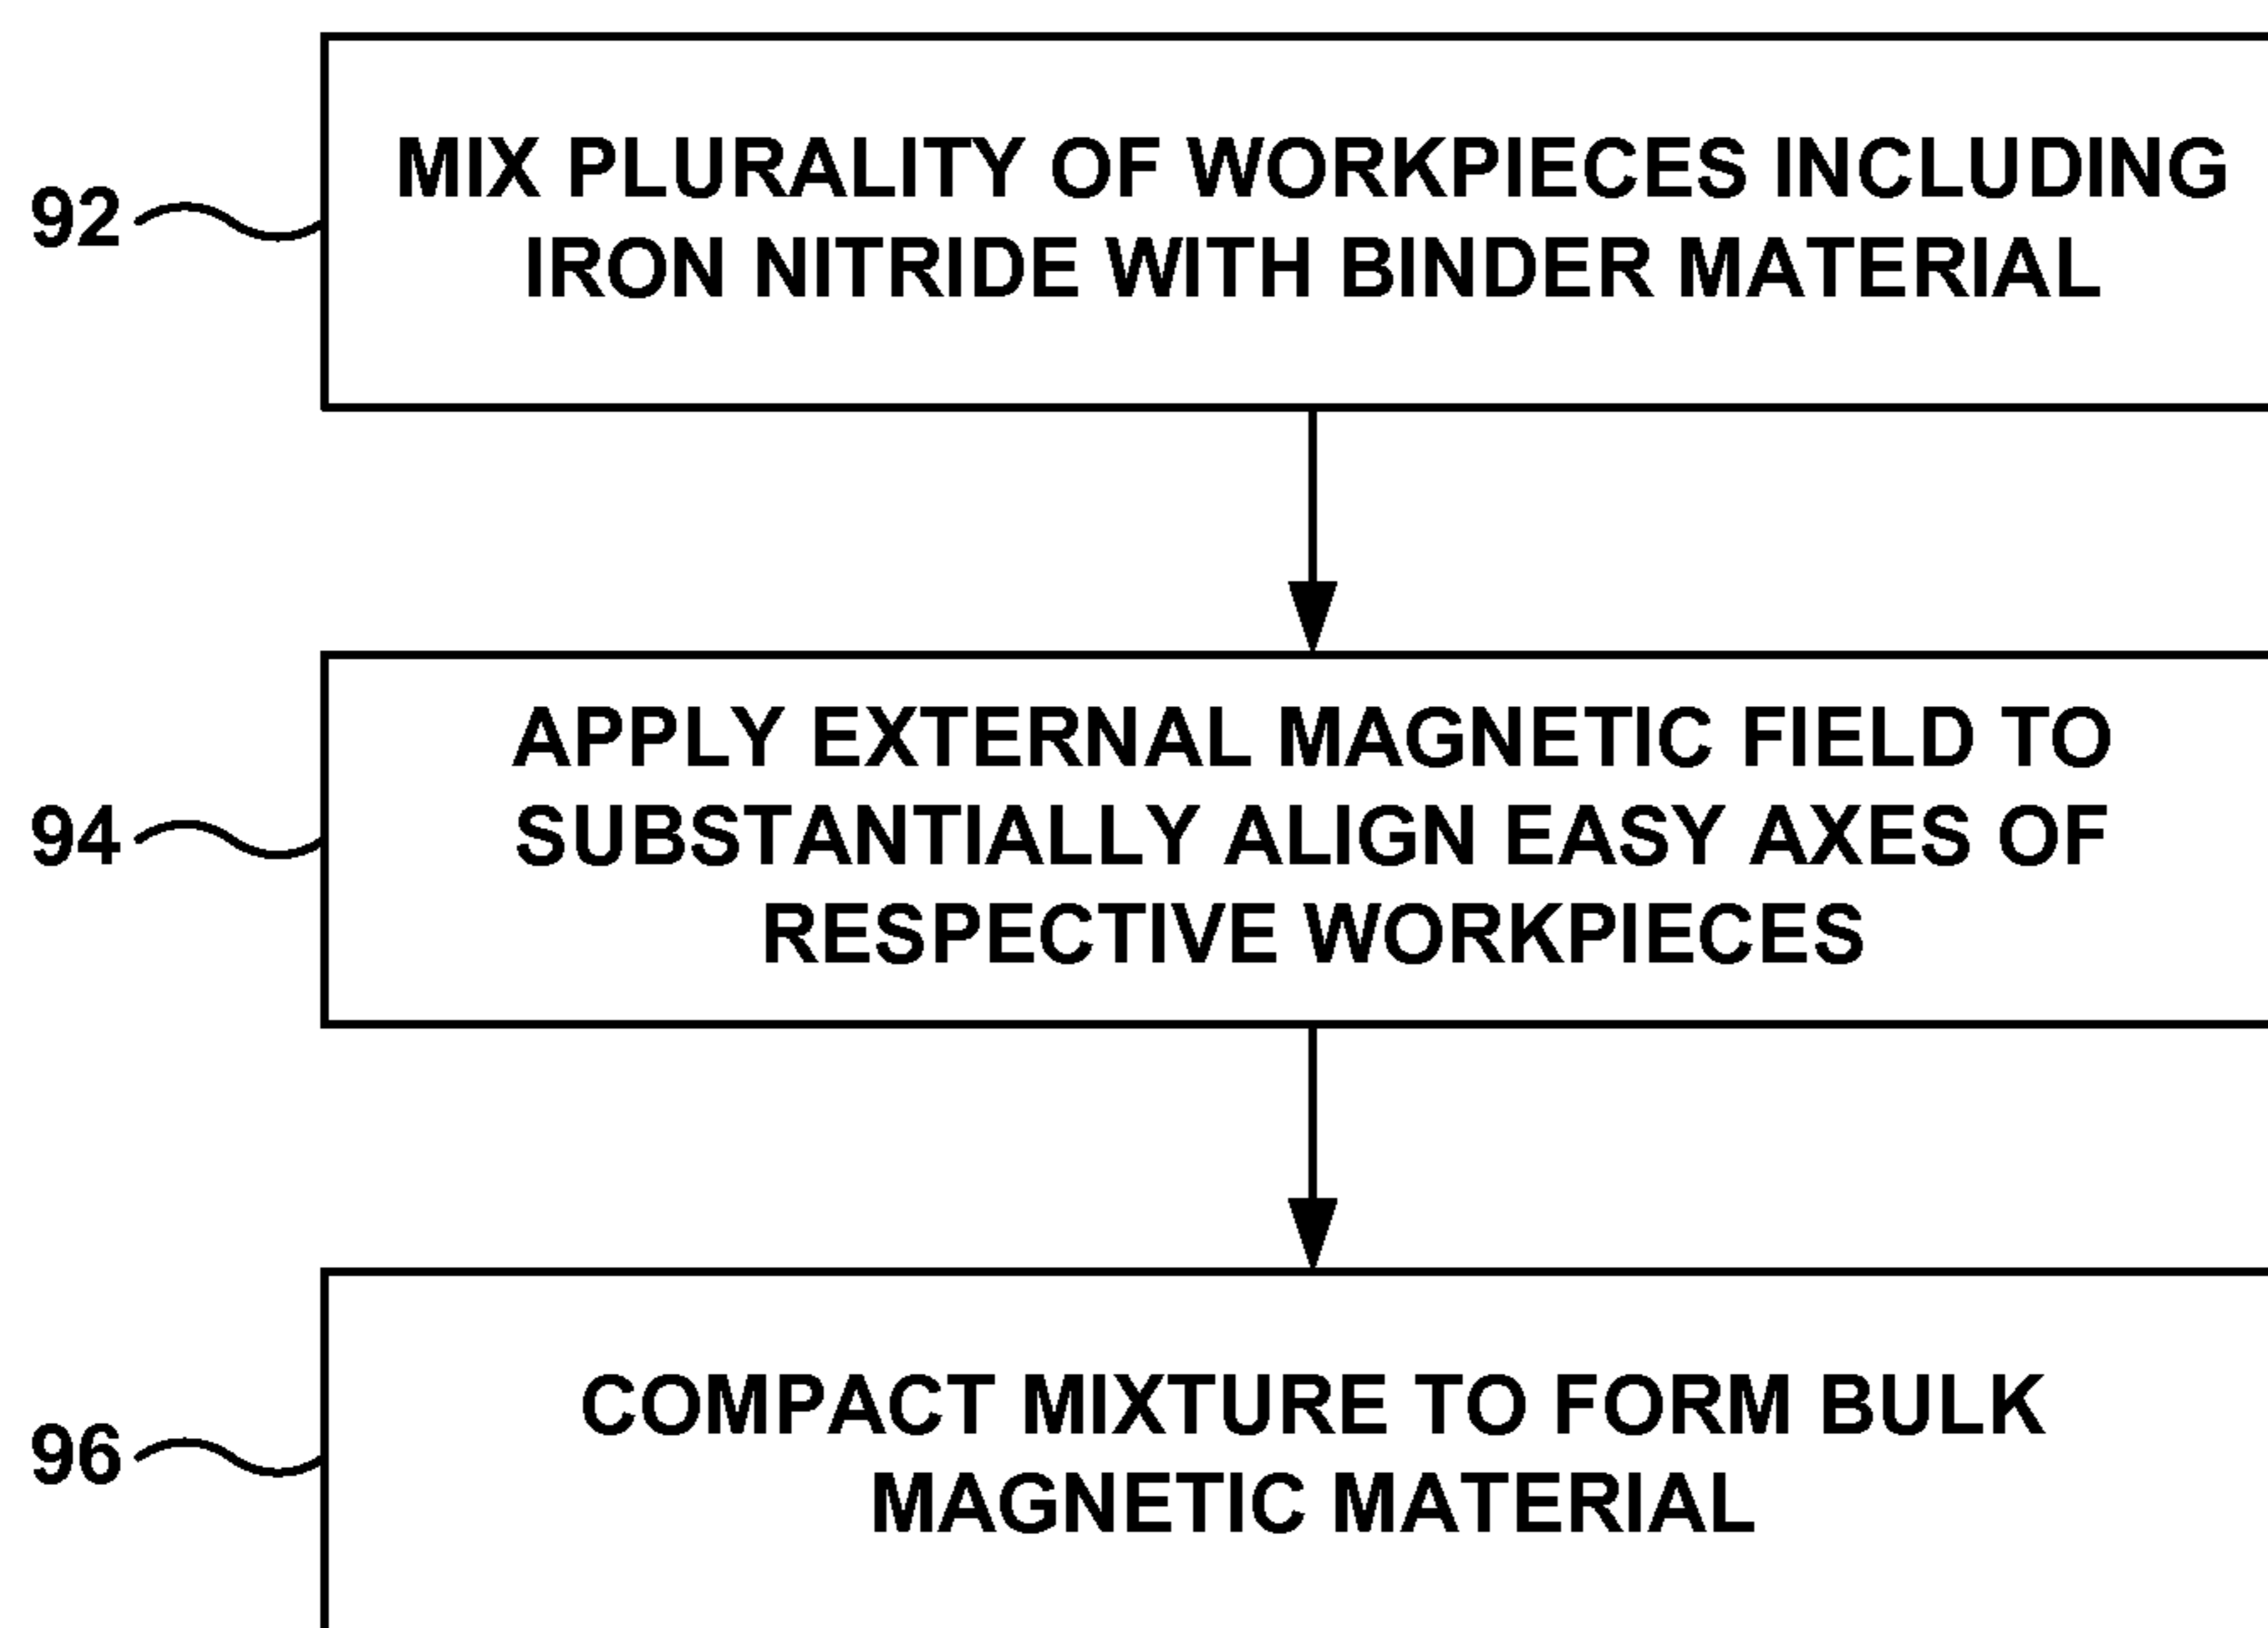 92
MIX PLURALITY OF WORKPIECES INCLUDING
IRON NITRIDE WITH BINDER MATERIAL
94
APPLY EXTERNAL MAGNETIC FIELD TO
SUBSTANTIALLY ALIGN EASY AXES OF
RESPECTIVE WORKPIECES
96
COMPACT MIXTURE TO FORM BULK
MAGNETIC MATERIAL